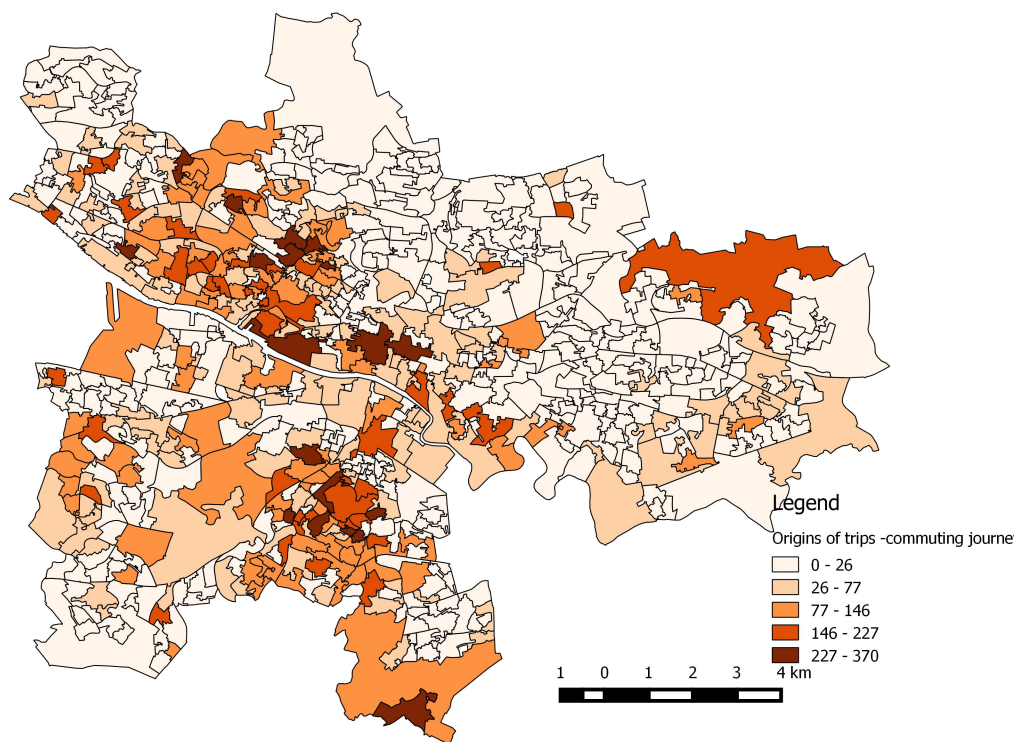 Legend
Origins of trips -commuting journe
0 - 26
26 - 77
77 - 146
146 - 227
227 - 370
1 0 1 2 3 4 km